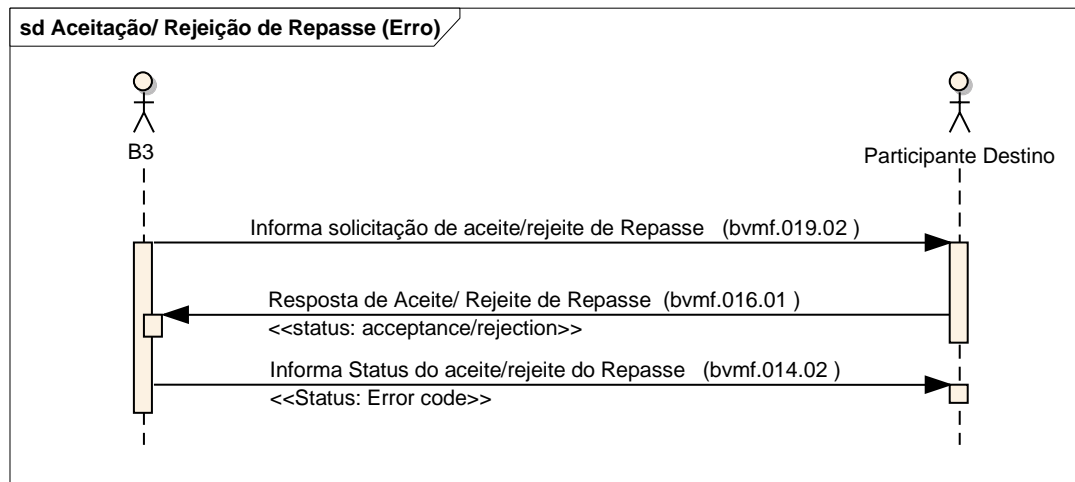 sd Aceitação/ Rejeição de Repasse (Erro)
B3
Participante Destino
Informa solicitação de aceite/rejeite de Repasse (bvmf.019.02 )
Resposta de Aceite/ Rejeite de Repasse (bvmf.016.01 )
<<status: acceptance/rejection>>
Informa Status do aceite/rejeite do Repasse (bvmf.014.02 )
<<Status: Error code>>